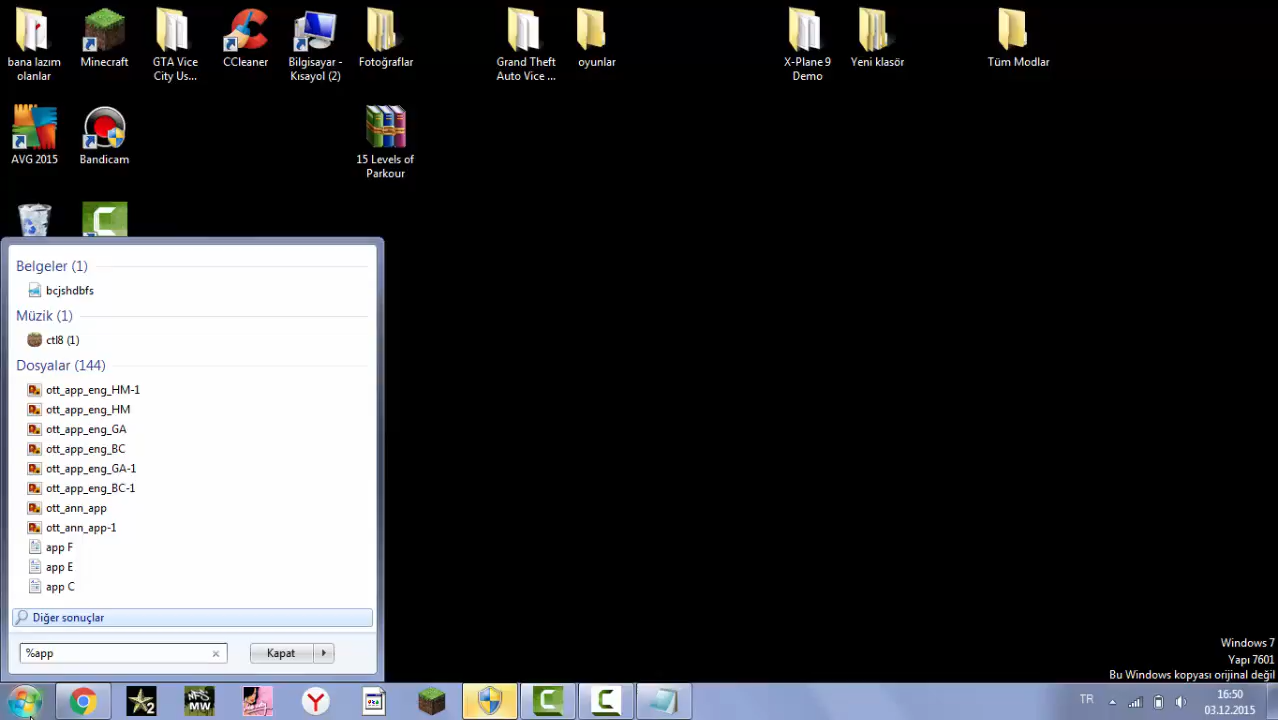 bana lazım
olanlar
Minecraft
GTA Vice
City Us...
CCleaner
Bilgisayar -
Kısayol (2)
Fotoğraflar
Grand Theft
Auto Vice ...
oyunlar
X-Plane 9
Demo
Yeni klasör
Tüm Modlar
AVG 2015
Bandicam
15 Levels of
Parkour
Belgeler (1)
bcjshdbfs
Müzik (1)
ctl8 (1)
Dosyalar (144)
ott_app_eng_HM-1
ott_app_eng_HM
ott_app_eng_GA
ott_app_eng_BC
ott_app_eng_GA-1
ott_app_eng_BC-1
ott_ann_app
ott_ann_app-1
app F
app E
app C
Diğer sonuçlar
%app
Kapat
Windows 7
Yapı 7601
Bu Windows kopyası orijinal değil
2
NFS
MW
Y
TR
16:50
03.12.2015